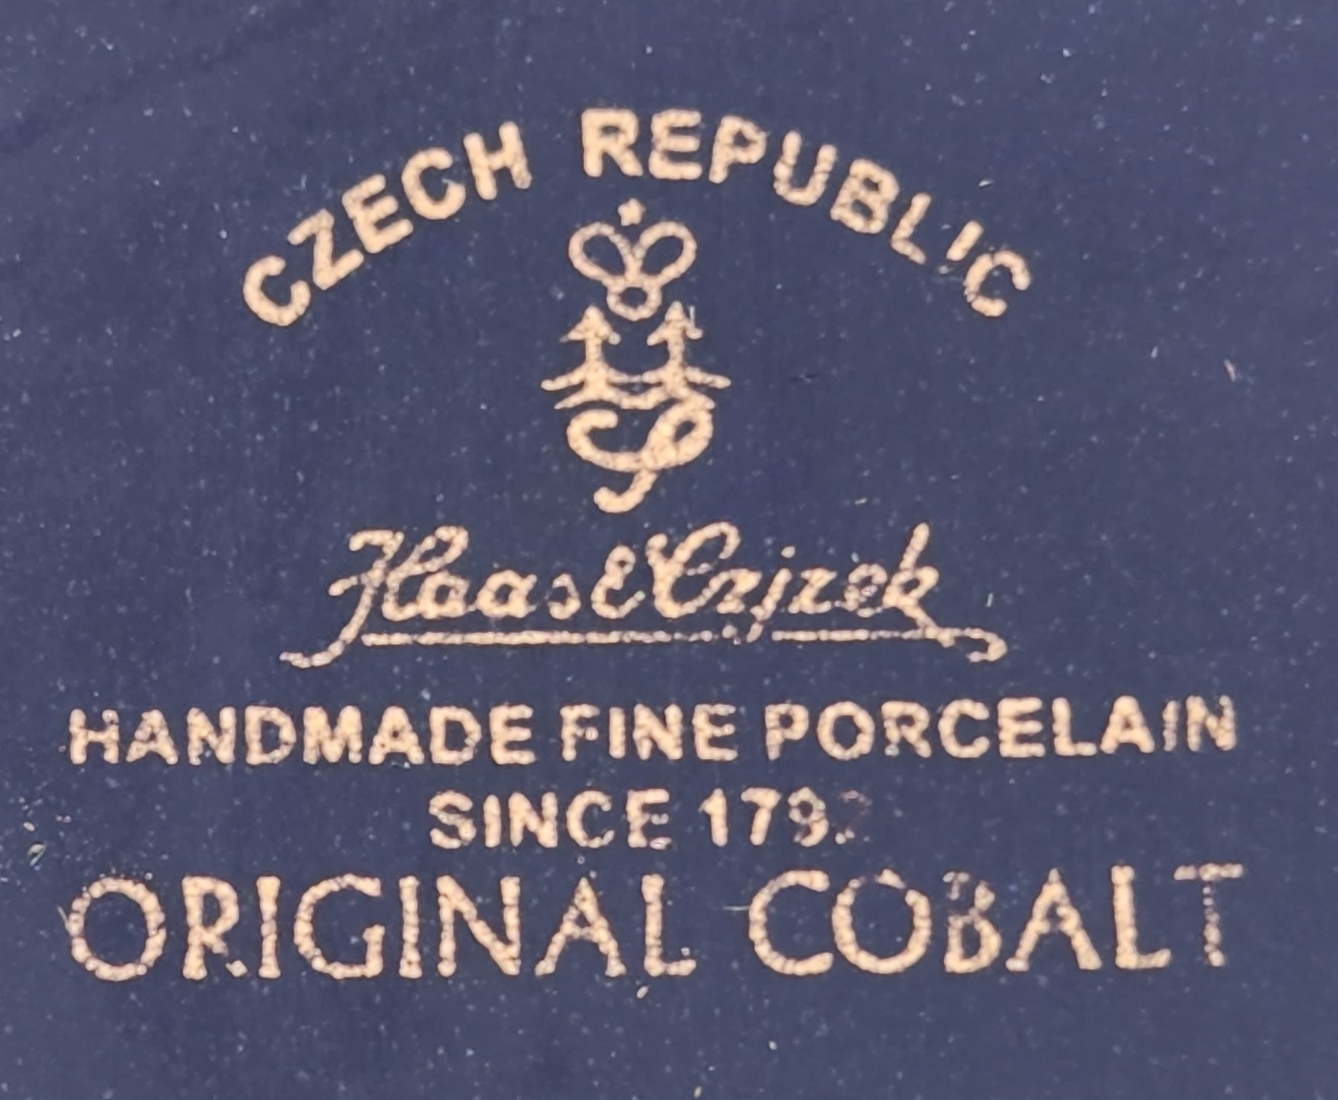 CZECH REPUBLIC
Haas & Czjzek
HANDMADE FINE PORCELAIN
SINCE
ORIGINAL COBALT